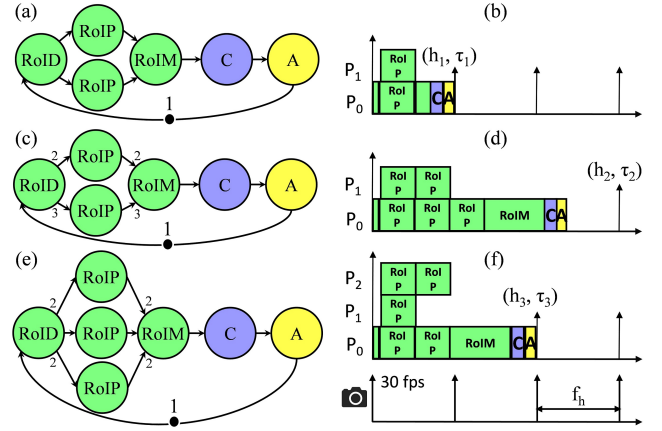 (a)
RoID
RoIP
RoIP
RoIM
C
A
1
(b)
P1
P0
RoI
P
RoI
P
C
A
(h1, τ1)
(c)
RoID
2
3
RoIP
RoIP
2
3
RoIM
C
A
1
(d)
P1
P0
RoI
P
RoI
P
RoI
P
RoI
P
RoI
P
RoIM
C
A
(h2, τ2)
(e)
RoID
2
2
RoIP
RoIP
RoIP
2
2
RoIM
C
A
1
(f)
P2
P1
P0
RoI
P
RoI
P
RoI
P
RoI
P
RoI
P
RoIM
C
A
(h3, τ3)
30 fps
fh